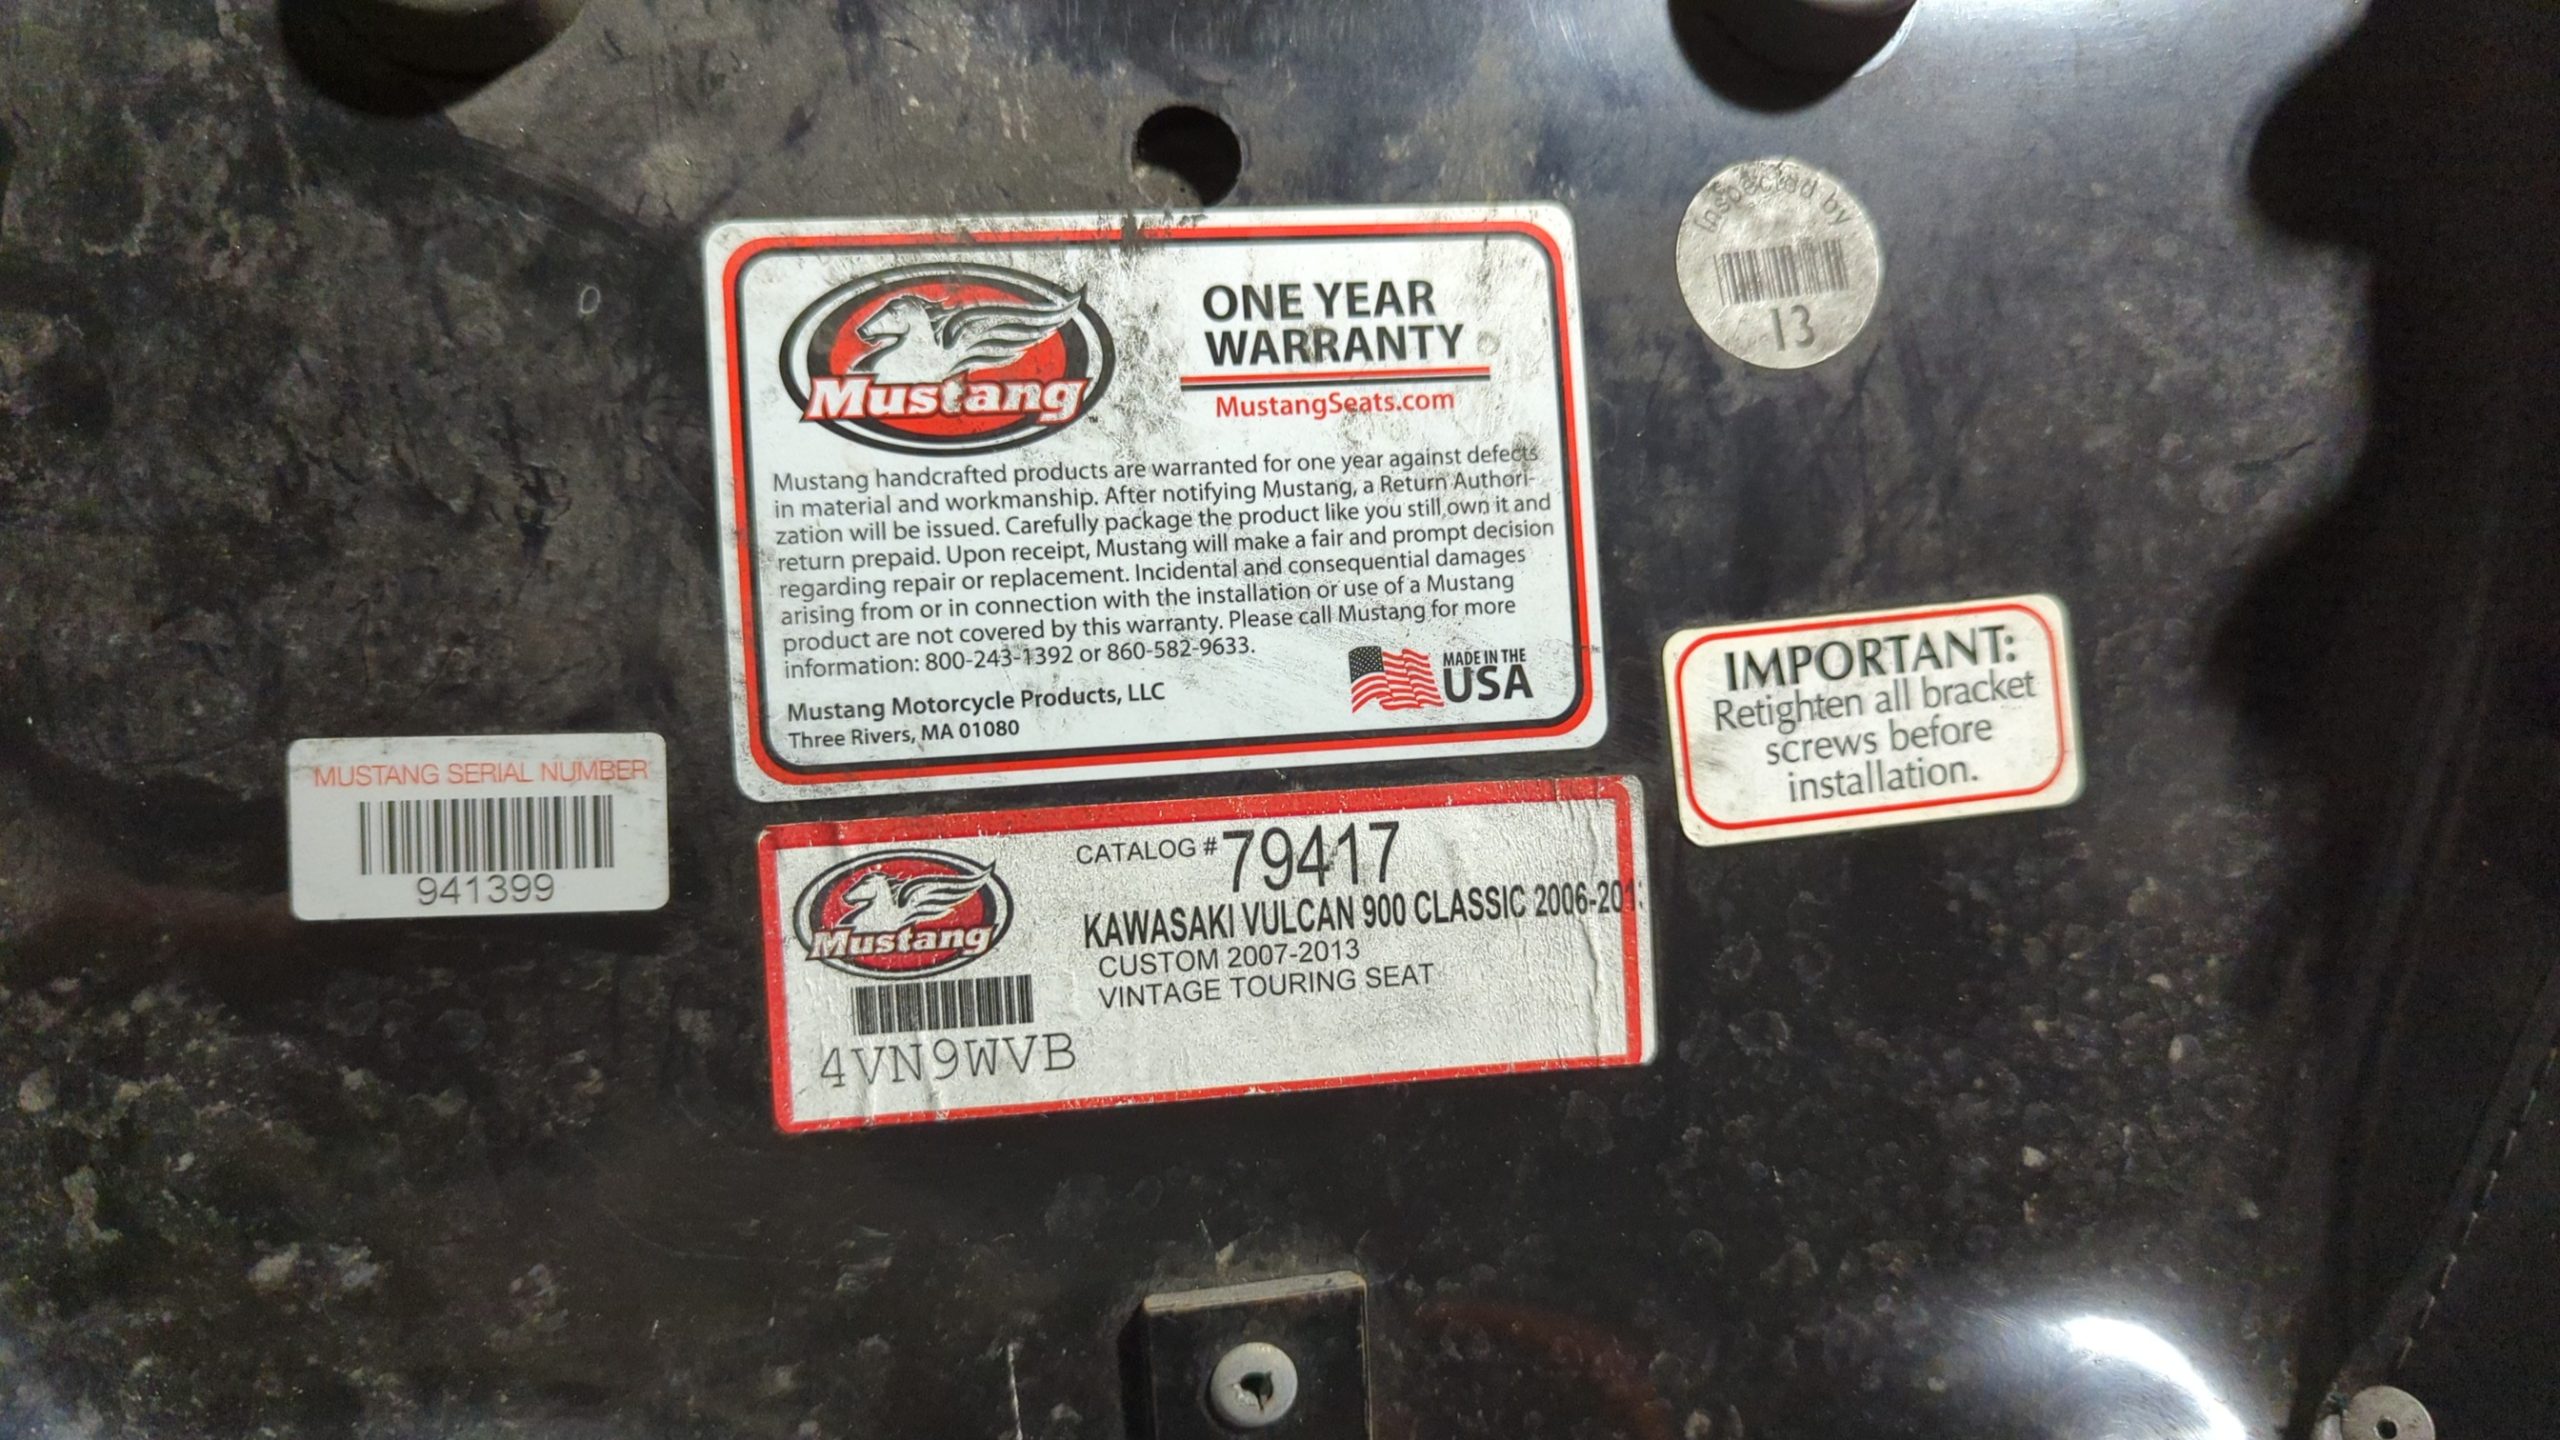 Inspected by
13
Mustang
ONE YEAR
WARRANTY
MustangSeats.com
Mustang handcrafted products are warranted for one year against defects
in material and workmanship. After notifying Mustang, a Return Authori-
zation will be issued. Carefully package the product like you still own it and
return prepaid. Upon receipt, Mustang will make a fair and prompt decision
regarding repair or replacement. Incidental and consequential damages
arising from or in connection with the installation or use of a Mustang
product are not covered by this warranty. Please call Mustang for more
information: 800-243-1392 or 860-582-9633.
Mustang Motorcycle Products, LLC
Three Rivers, MA 01080
MADE IN THE
USA
IMPORTANT:
Retighten all bracket
screws before
installation.
MUSTANG SERIAL NUMBER
941399
Mustang
CATALOG # 79417
KAWASAKI VULCAN 900 CLASSIC
CUSTOM 2007-2013
VINTAGE TOURING SEAT
4VN9WVB